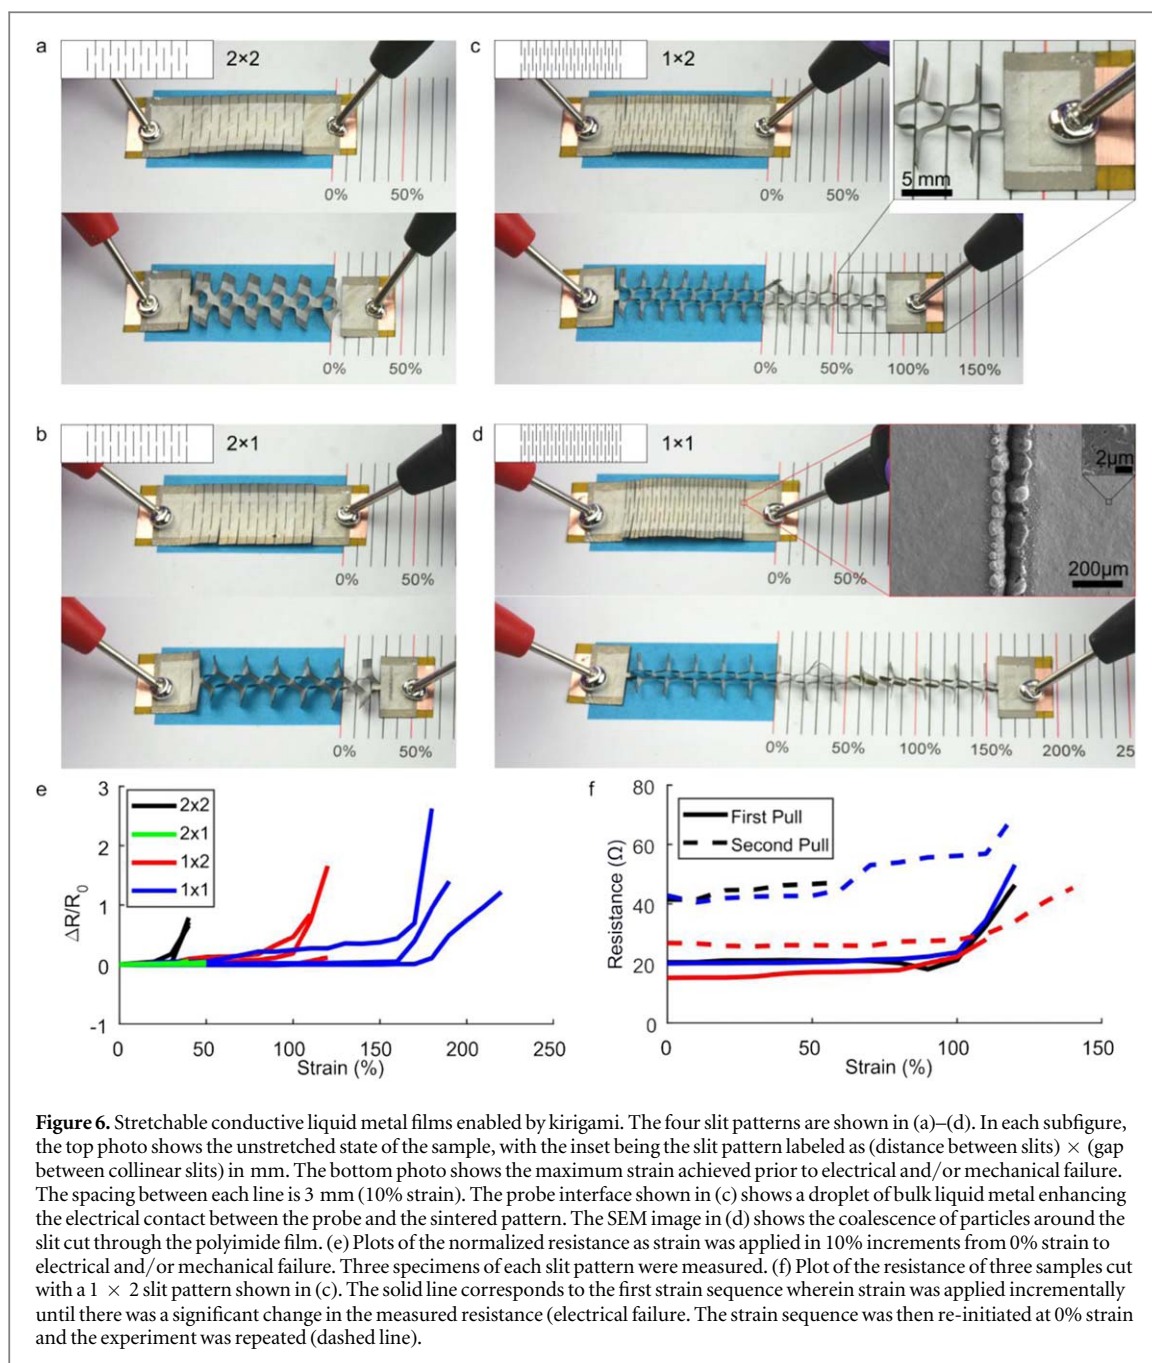 a
2×2
0%
50%
0%
50%
c
1×2
0%
50%
5 mm
0%
50%
100%
150%
b
2×1
0%
50%
0%
50%
d
1×1
0%
50%
2μm
200μm
0%
50%
100%
150%
200%
25
e
3
2
1
0
-1
ΔR/R0
2x2
2x1
1x2
1x1
0
50
100
150
200
250
Strain (%)
f
80
60
40
20
0
Resistance (Ω)
First Pull
Second Pull
0
50
100
150
Strain (%)
Figure 6. Stretchable conductive liquid metal films enabled by kirigami. The four slit patterns are shown in (a)–(d). In each subfigure,
the top photo shows the unstretched state of the sample, with the inset being the slit pattern labeled as (distance between slits) × (gap
between collinear slits) in mm. The bottom photo shows the maximum strain achieved prior to electrical and/or mechanical failure.
The spacing between each line is 3 mm (10% strain). The probe interface shown in (c) shows a droplet of bulk liquid metal enhancing
the electrical contact between the probe and the sintered pattern. The SEM image in (d) shows the coalescence of particles around the
slit cut through the polyimide film. (e) Plots of the normalized resistance as strain was applied in 10% increments from 0% strain to
electrical and/or mechanical failure. Three specimens of each slit pattern were measured. (f) Plot of the resistance of three samples cut
with a 1 × 2 slit pattern shown in (c). The solid line corresponds to the first strain sequence wherein strain was applied incrementally
until there was a significant change in the measured resistance (electrical failure. The strain sequence was then re-initiated at 0% strain
and the experiment was repeated (dashed line).